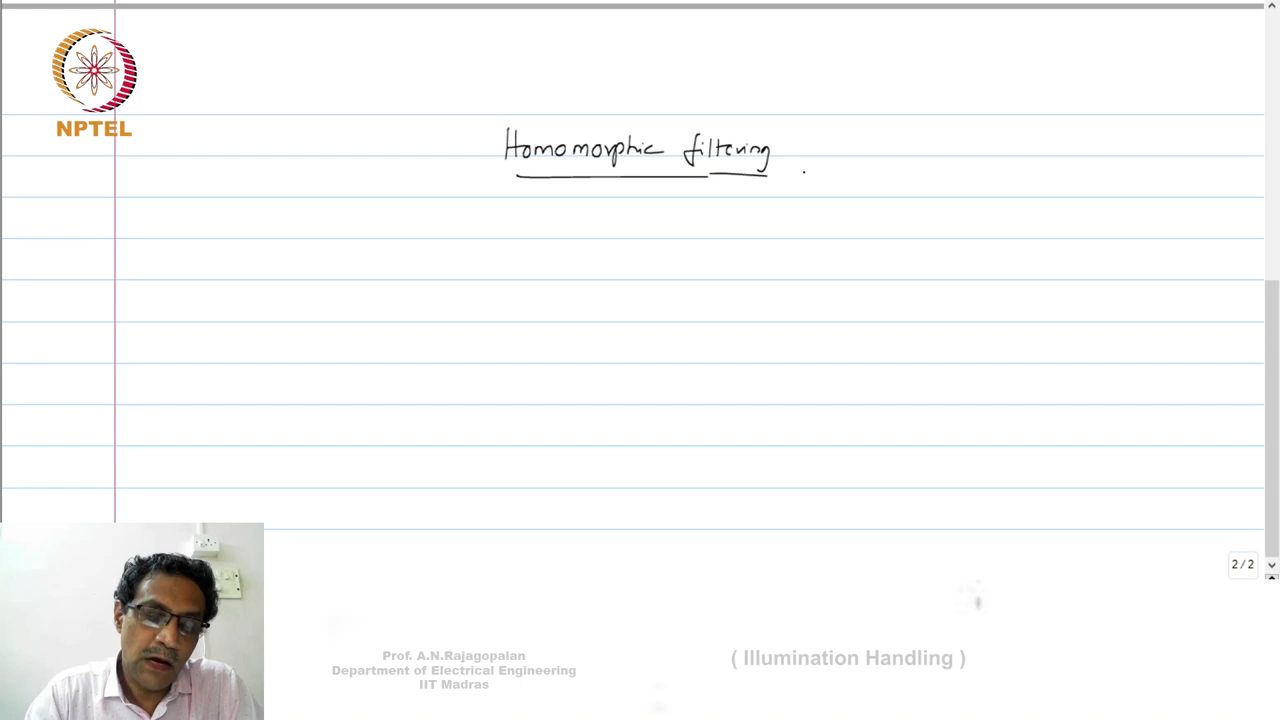 NPTEL
Homomorphic filtering
2/2
Prof. A.N.Rajagopalan
Department of Electrical Engineering
IIT Madras
( Illumination Handling )